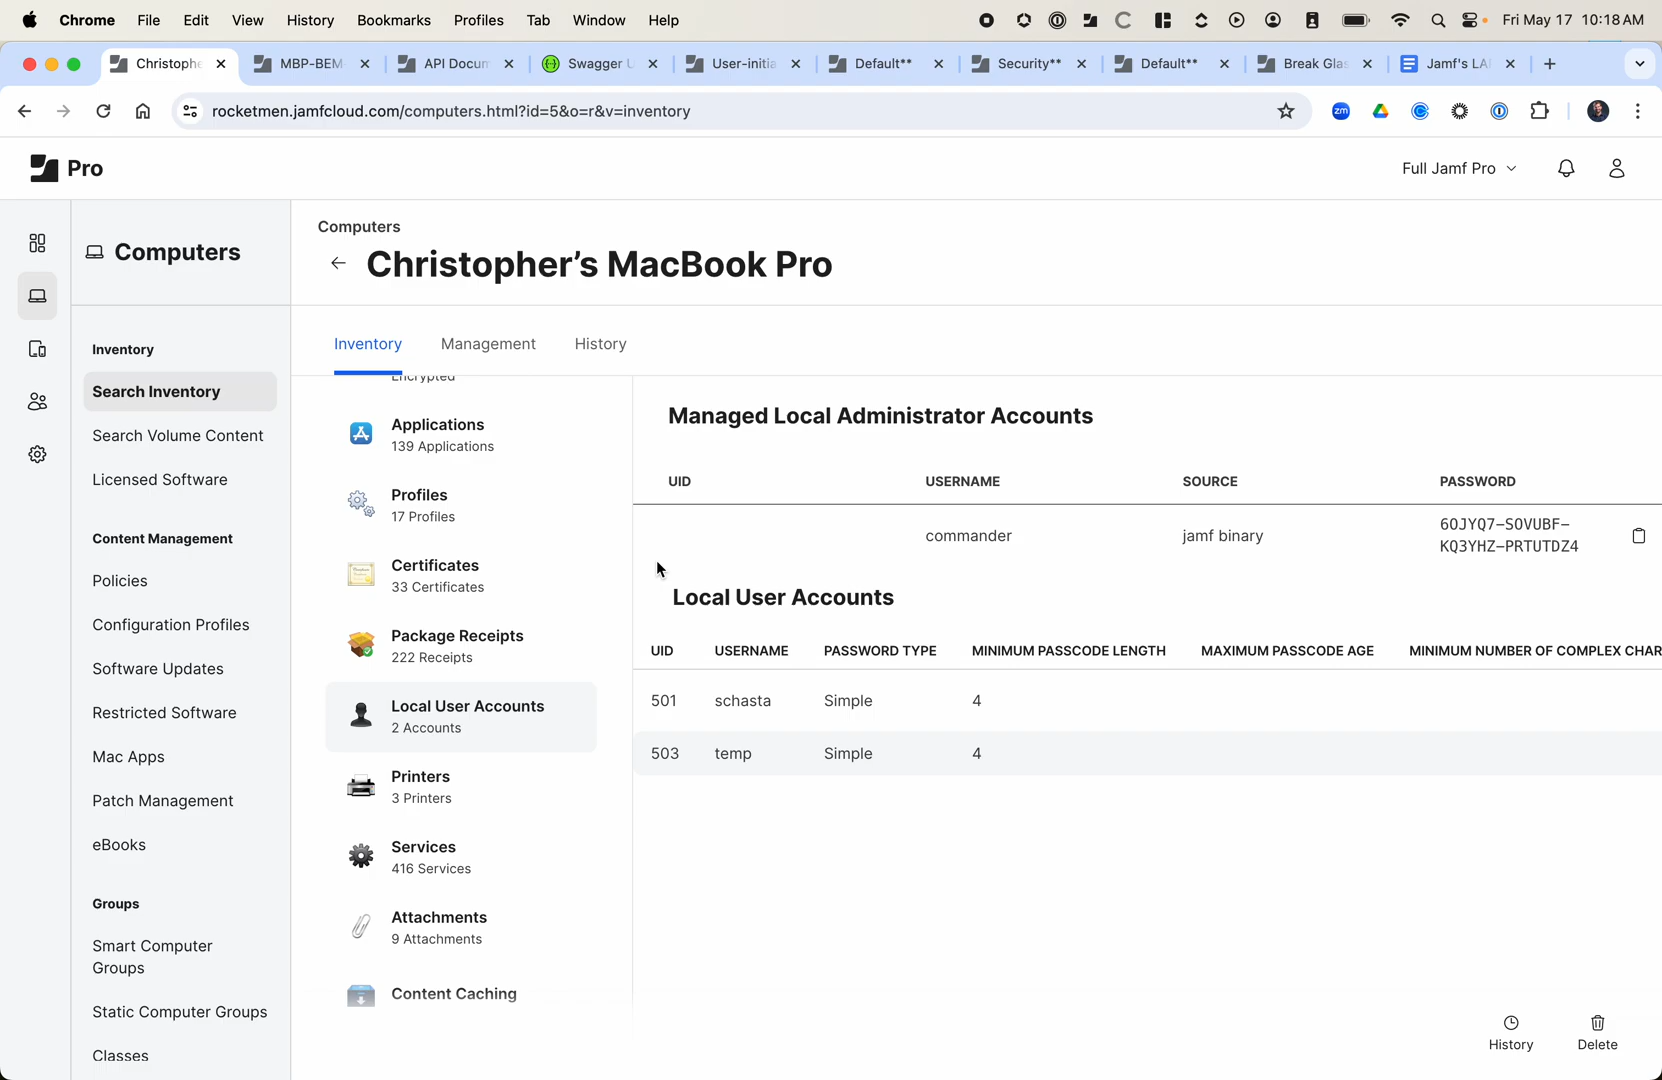 Chrome File Edit View History Bookmarks Profiles Tab Window Help
Fri May 17 10:18 AM
Christophe MBP-BEM- API Docum Swagger U User-initia Default** Security** Default** Break Glas Jamf's LA
rocketmen.jamfcloud.com/computers.html?id=5&o=r&v=inventory
zm
Pro
Full Jamf Pro
Computers
Inventory
Search Inventory
Search Volume Content
Licensed Software
Content Management
Policies
Configuration Profiles
Software Updates
Restricted Software
Mac Apps
Patch Management
eBooks
Groups
Smart Computer
Groups
Static Computer Groups
Classes
Computers
Christopher’s MacBook Pro
Inventory Management History
Encrypted
Applications
139 Applications
Profiles
17 Profiles
Certificates
33 Certificates
Package Receipts
222 Receipts
Local User Accounts
2 Accounts
Printers
3 Printers
Services
416 Services
Attachments
9 Attachments
Content Caching
Managed Local Administrator Accounts
UID USERNAME SOURCE PASSWORD
commander jamf binary 6OJYQ7-SOVUBF-
KQ3YHZ-PRTUTDZ4
Local User Accounts
UID USERNAME PASSWORD TYPE MINIMUM PASSCODE LENGTH MAXIMUM PASSCODE AGE MINIMUM NUMBER OF COMPLEX CHAR
501 schasta Simple 4
503 temp Simple 4
History Delete